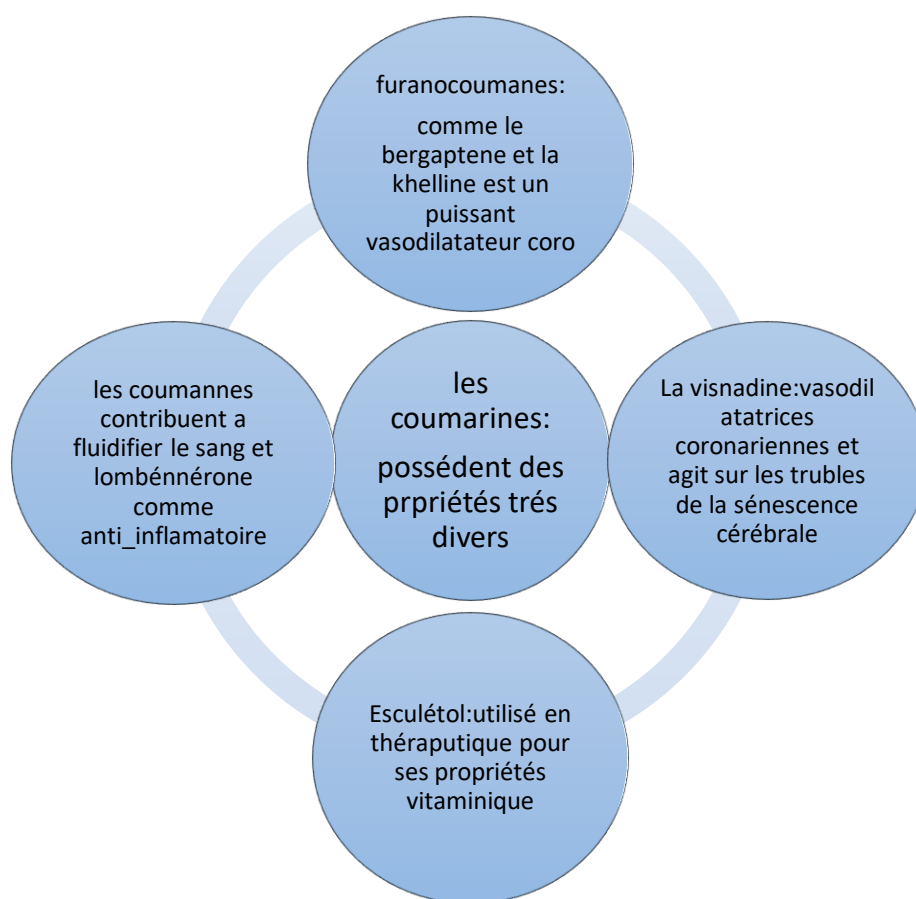 furanocoumanes:
comme le
bergaptene et la
khelline est un
puissant
vasodilatateur coro
les coumannes
contribuent a
fluidifier le sang et
lombénnérone
comme
anti_inflamatoire
les
coumarines:
possédent des
prpriétés trés
divers
La visnadine:vasodil
atatrices
coronariennes et
agit sur les trubles
de la sénescence
cérébrale
Esculétol:utilisé en
théraputique pour
ses propriétés
vitaminique